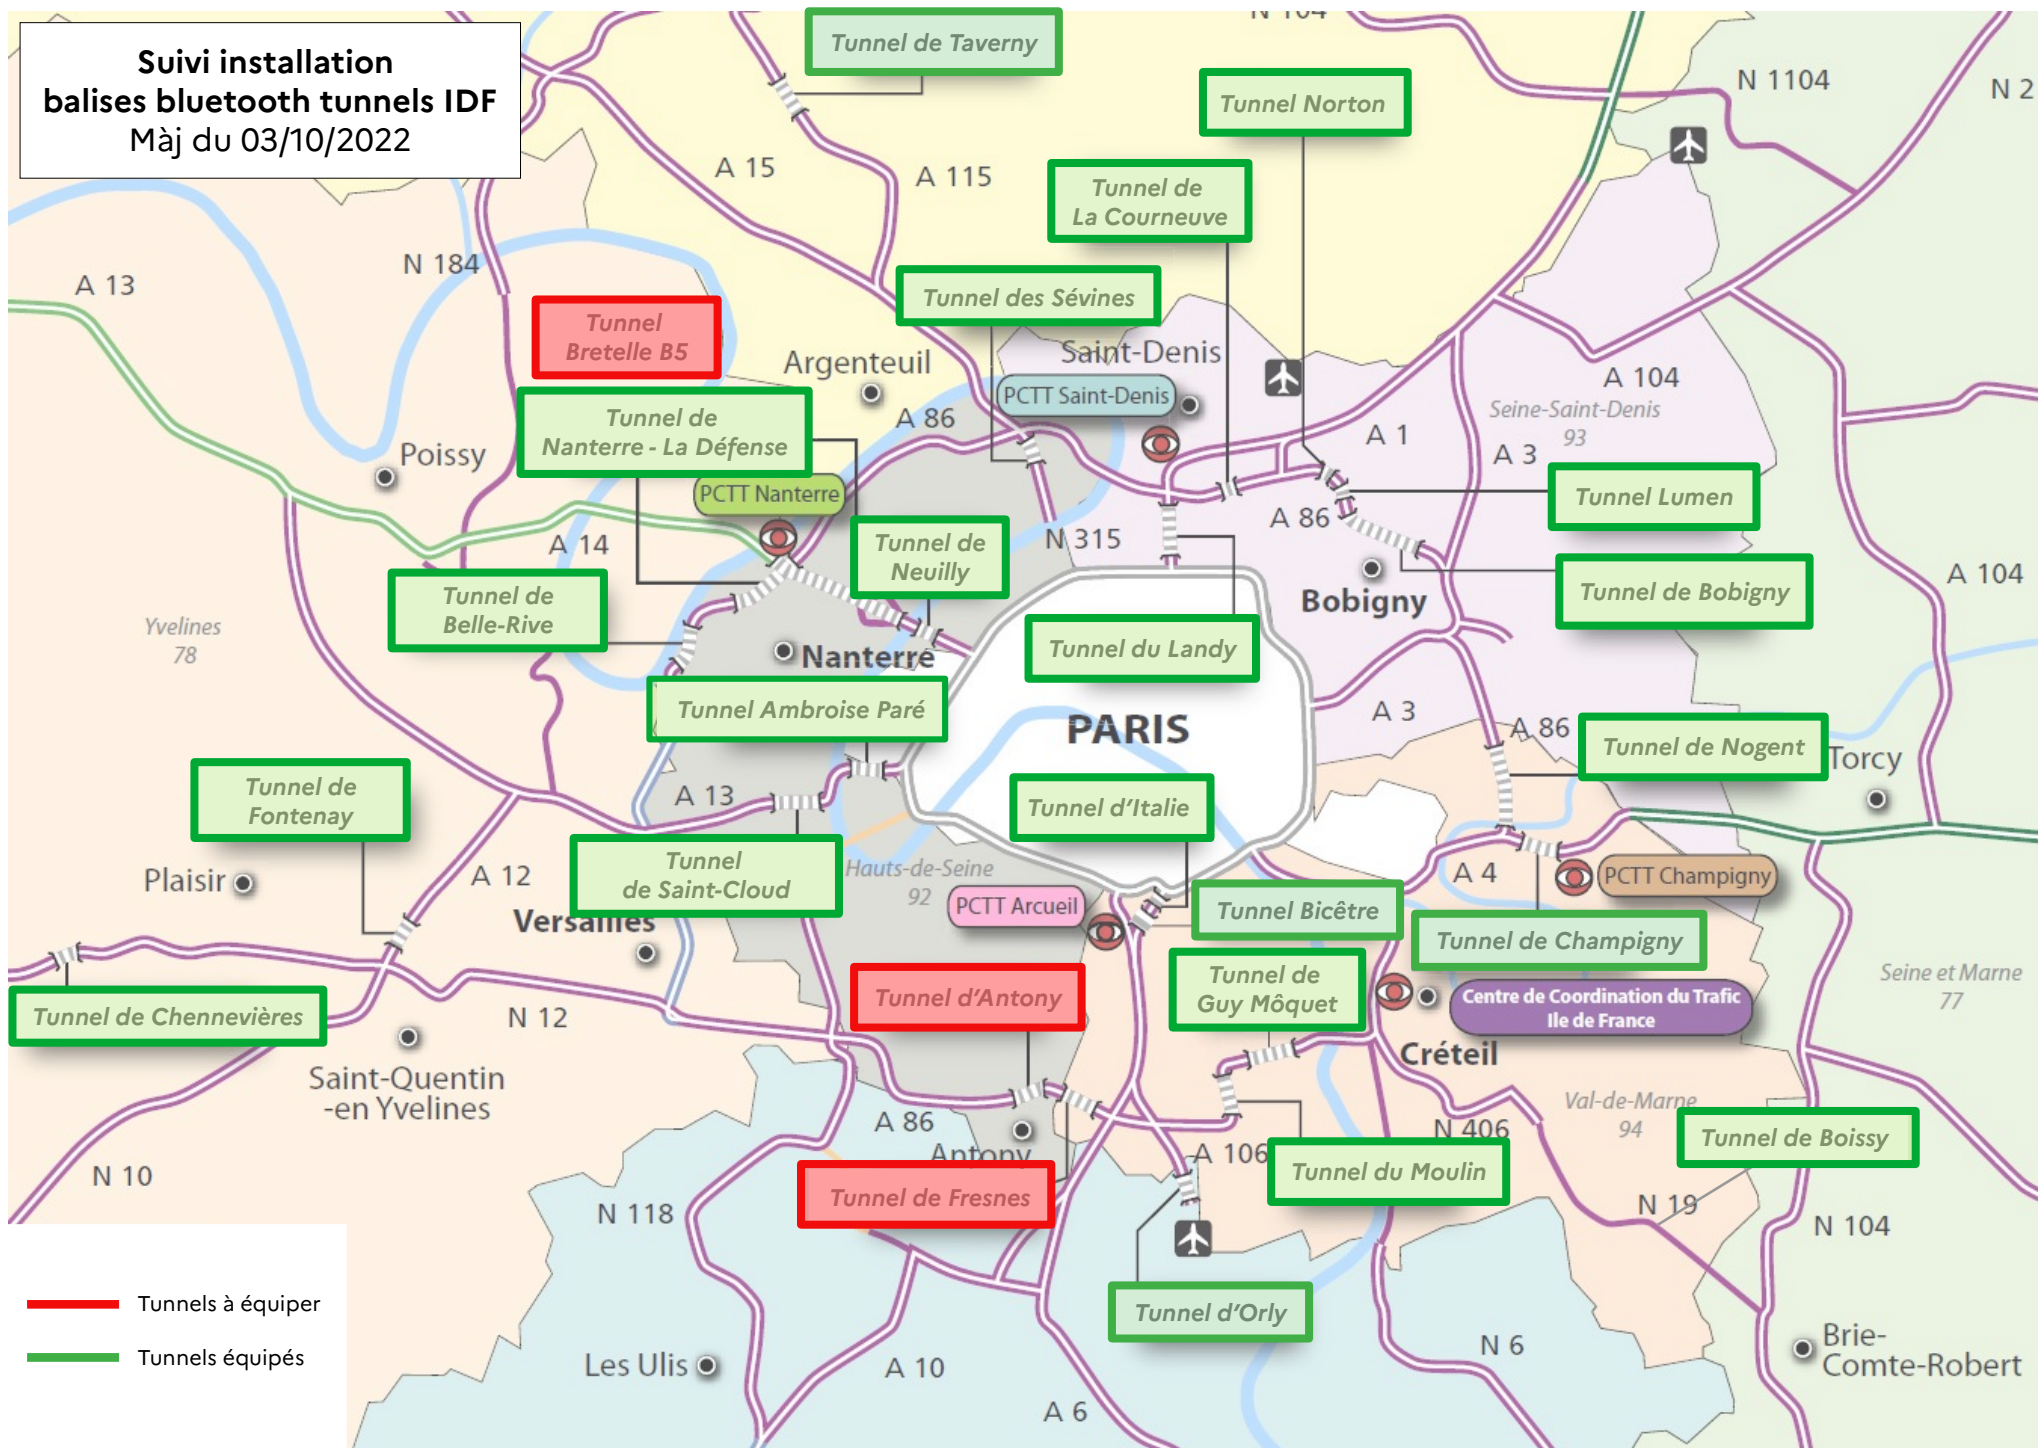 Suivi installation
balises bluetooth tunnels IDF
Màj du 03/10/2022
Tunnel de Taverny
N 104
N 1104
N 2
Tunnel Norton
A 15
A 115
Tunnel de
La Courneuve
N 184
A 13
Tunnel des Sévines
Tunnel
Bretelle B5
Argenteuil
Saint-Denis
PCTT Saint-Denis
A 104
Seine-Saint-Denis
93
Tunnel de
Nanterre - La Défense
A 86
A 1
A 3
Poissy
PCTT Nanterre
Tunnel Lumen
A 86
A 14
Tunnel de
Neuilly
N 315
A 104
Tunnel de
Belle-Rive
Bobigny
Tunnel de Bobigny
Yvelines
78
Nanterre
Tunnel du Landy
Tunnel Ambroise Paré
PARIS
A 3
A 86
Tunnel de Nogent
Torcy
Tunnel de
Fontenay
A 13
Tunnel d'Italie
Plaisir
A 12
Tunnel
de Saint-Cloud
Hauts-de-Seine
92
A 4
PCTT Champigny
Versailles
PCTT Arcueil
Tunnel Bicêtre
Tunnel de Champigny
Tunnel d'Antony
Tunnel de
Guy Môquet
Centre de Coordination du Trafic
Ile de France
Seine et Marne
77
Tunnel de Chennevières
N 12
Créteil
Saint-Quentin
-en Yvelines
A 86
Antony
Val-de-Marne
94
N 406
Tunnel de Boissy
A 106
Tunnel du Moulin
N 10
Tunnel de Fresnes
N 118
N 19
N 104
Tunnels à équiper
Tunnel d'Orly
Tunnels équipés
Les Ulis
A 10
N 6
Brie-
Comte-Robert
A 6